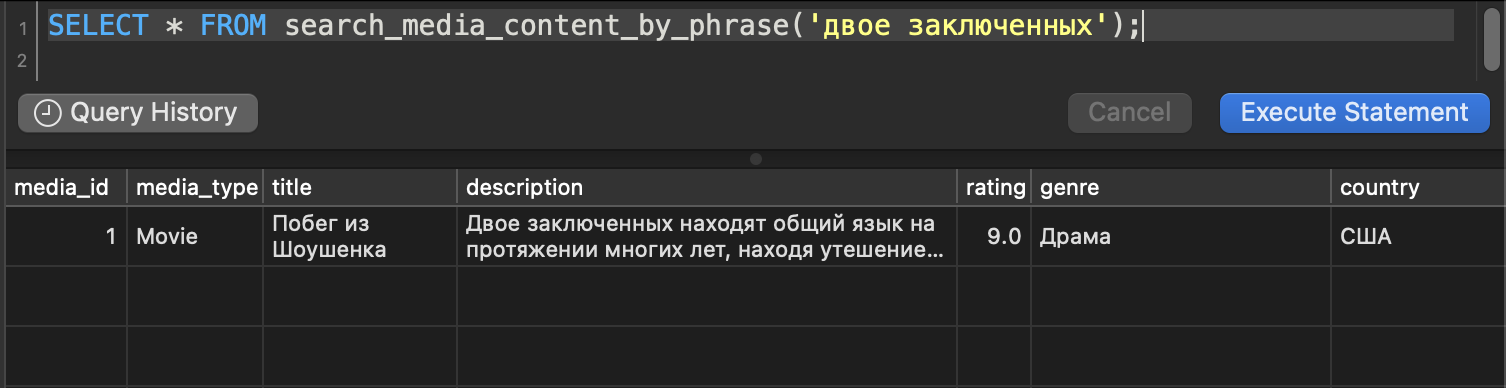 1 SELECT * FROM search_media_content_by_phrase('двое заключенных');
2
Query History Cancel Execute Statement
media_id media_type title description rating genre country
1 Movie Побег из Шоушенка Двое заключенных находят общий язык на протяжении многих лет, находя утешение... 9.0 Драма США